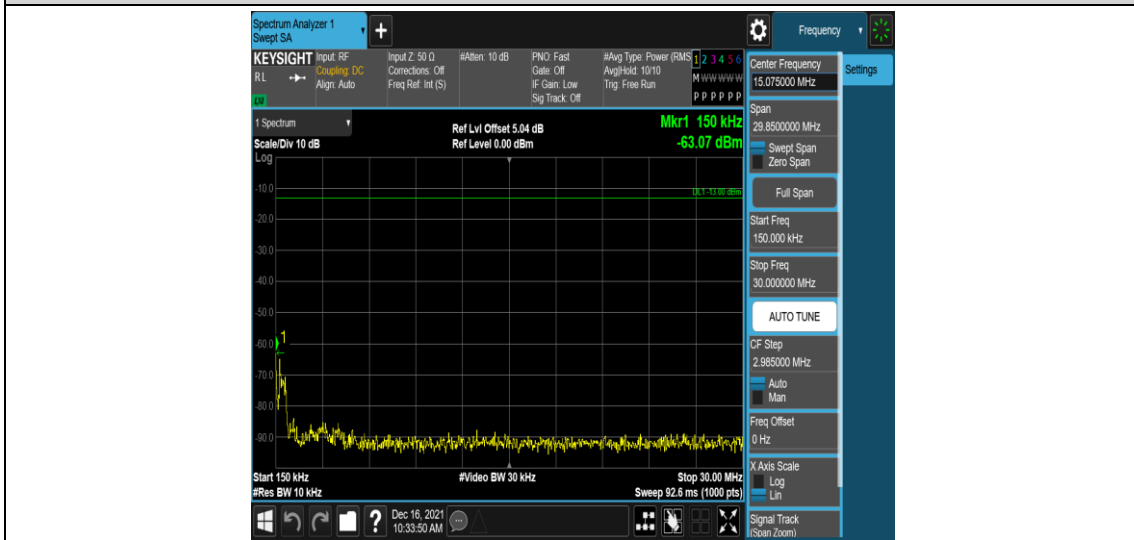 Spectrum Analyzer 1
Swept SA
+
Frequency
KEYSIGHT
RL
Input: RF
Coupling: DC
Align: Auto
Input Z: 50 Ω
Corrections: Off
Freq Ref: Int (S)
#Atten: 10 dB
PNO: Fast
Gate: Off
IF Gain: Low
Sig Track: Off
#Avg Type: Power (RMS
Avg|Hold: 10/10
Trig: Free Run
1 2 3 4 5 6
M W W W W W
P P P P P P
Center Frequency
15.075000 MHz
Settings
Span
29.8500000 MHz
Swept Span
Zero Span
Full Span
Start Freq
150.000 kHz
Stop Freq
30.000000 MHz
AUTO TUNE
CF Step
2.985000 MHz
Auto
Man
Freq Offset
0 Hz
X Axis Scale
Log
Lin
Signal Track
(Span Zoom)
1 Spectrum
Scale/Div 10 dB
Log
Ref Lvl Offset 5.04 dB
Ref Level 0.00 dBm
Mkr1 150 kHz
-63.07 dBm
DL1 -13.00 dBm
-10.0
-20.0
-30.0
-40.0
-50.0
-60.0
1
-70.0
-80.0
-90.0
Start 150 kHz
#Res BW 10 kHz
#Video BW 30 kHz
Stop 30.00 MHz
Sweep 92.6 ms (1000 pts)
?
Dec 16, 2021
10:33:50 AM